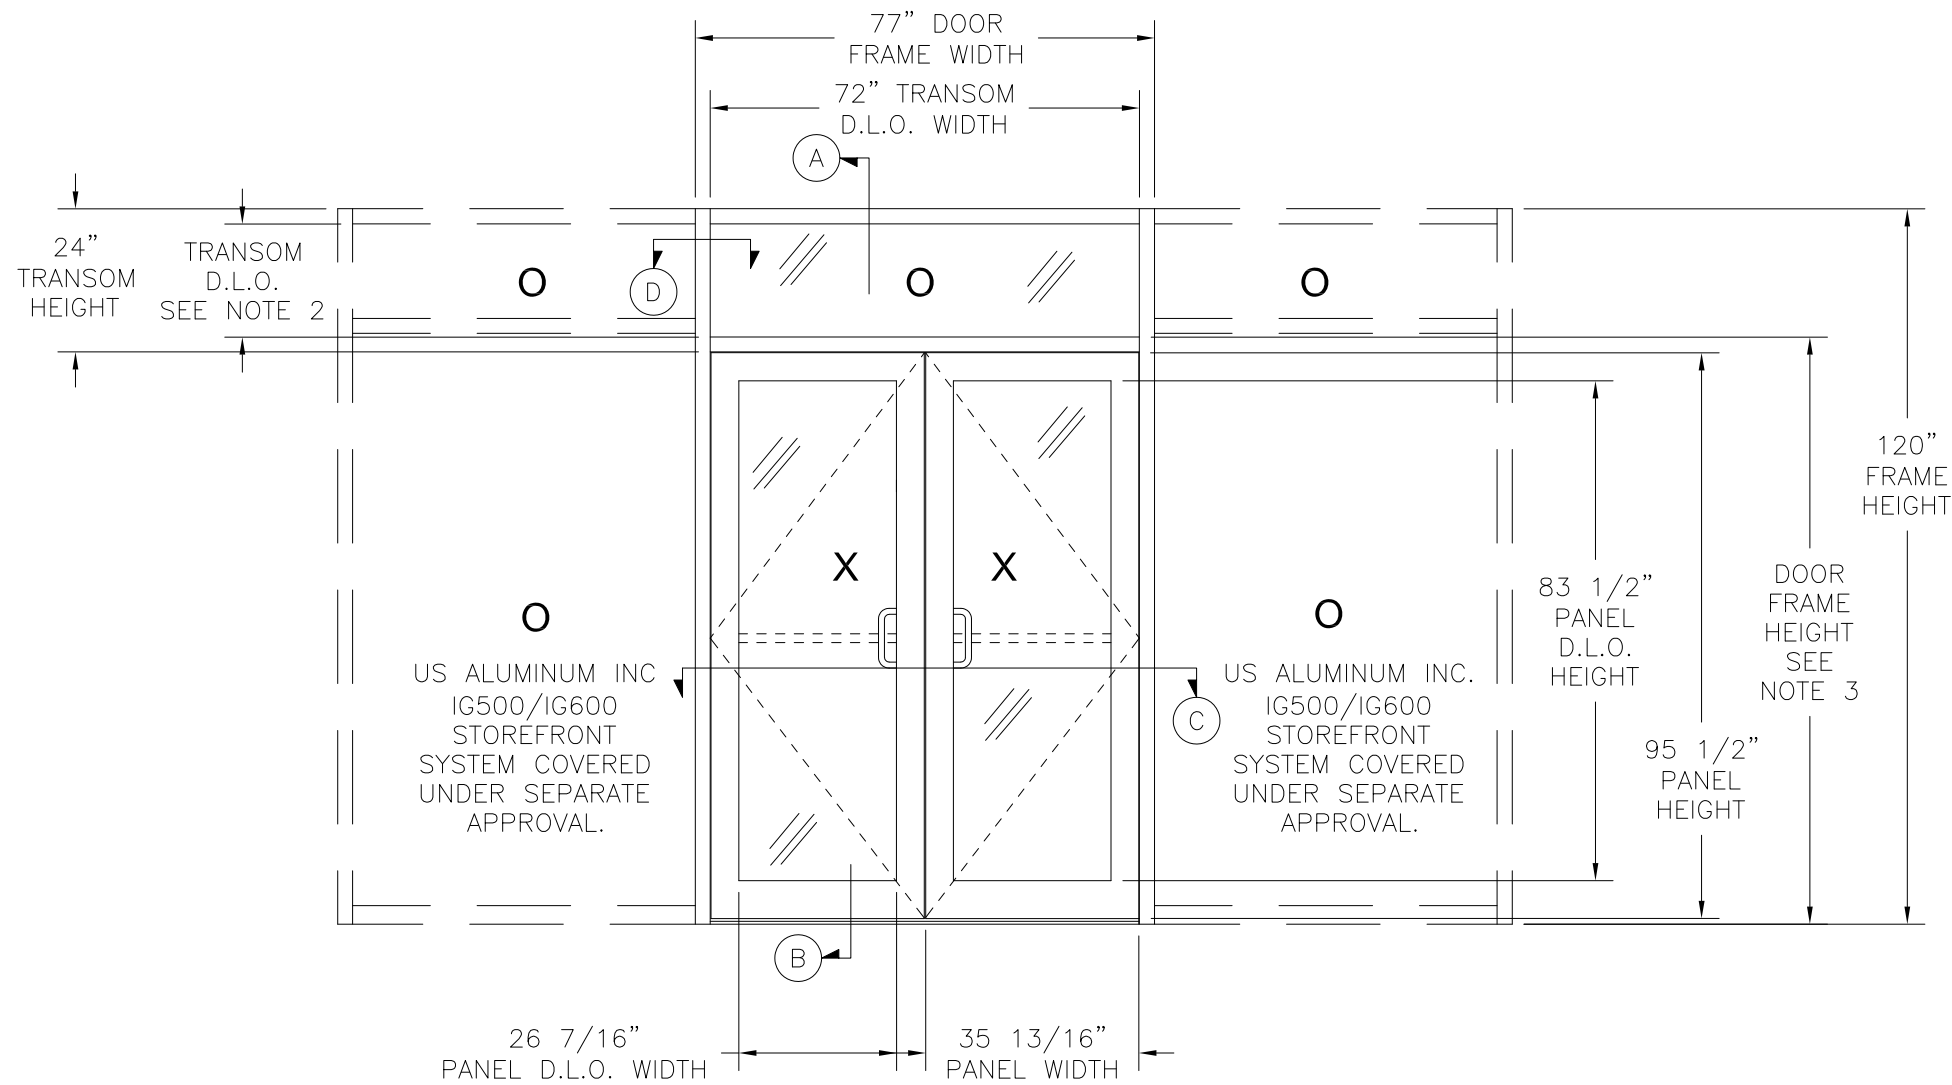 77” DOOR
FRAME WIDTH
72” TRANSOM
D.L.O. WIDTH
A
24”
TRANSOM
HEIGHT
TRANSOM
D.L.O.
SEE NOTE 2
O
D
O
O
120”
FRAME
HEIGHT
X
X
O
O
83 1/2”
PANEL
D.L.O.
HEIGHT
DOOR
FRAME
HEIGHT
SEE
NOTE 3
US ALUMINUM INC
IG500/IG600
STOREFRONT
SYSTEM COVERED
UNDER SEPARATE
APPROVAL.
US ALUMINUM INC.
IG500/IG600
STOREFRONT
SYSTEM COVERED
UNDER SEPARATE
APPROVAL.
C
95 1/2”
PANEL
HEIGHT
B
26 7/16”
PANEL D.L.O. WIDTH
35 13/16”
PANEL WIDTH